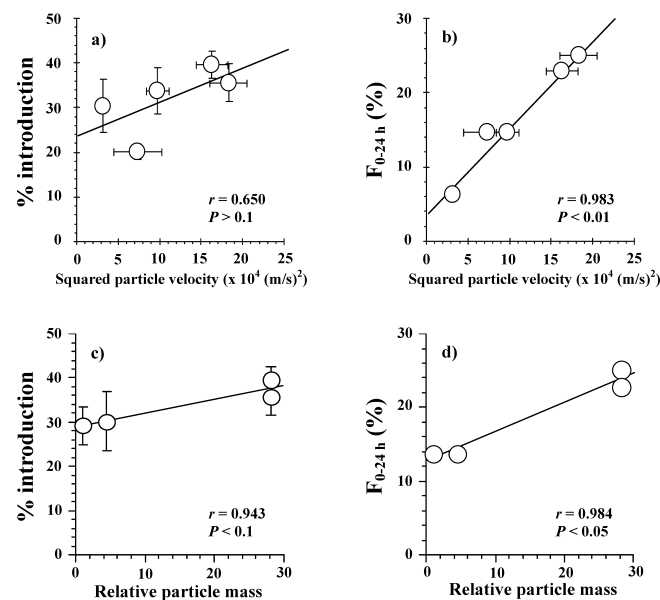 a)
50
40
30
20
10
0
% introduction
r = 0.650
P > 0.1
0 5 10 15 20 25
Squared particle velocity (x 10⁴ (m/s)²)
b)
30
20
10
0
F₀₋₂₄ ₕ (%)
r = 0.983
P < 0.01
0 5 10 15 20 25
Squared particle velocity (x 10⁴ (m/s)²)
c)
50
40
30
20
10
0
% introduction
r = 0.943
P < 0.1
0 10 20 30
Relative particle mass
d)
30
20
10
0
F₀₋₂₄ ₕ (%)
r = 0.984
P < 0.05
0 10 20 30
Relative particle mass